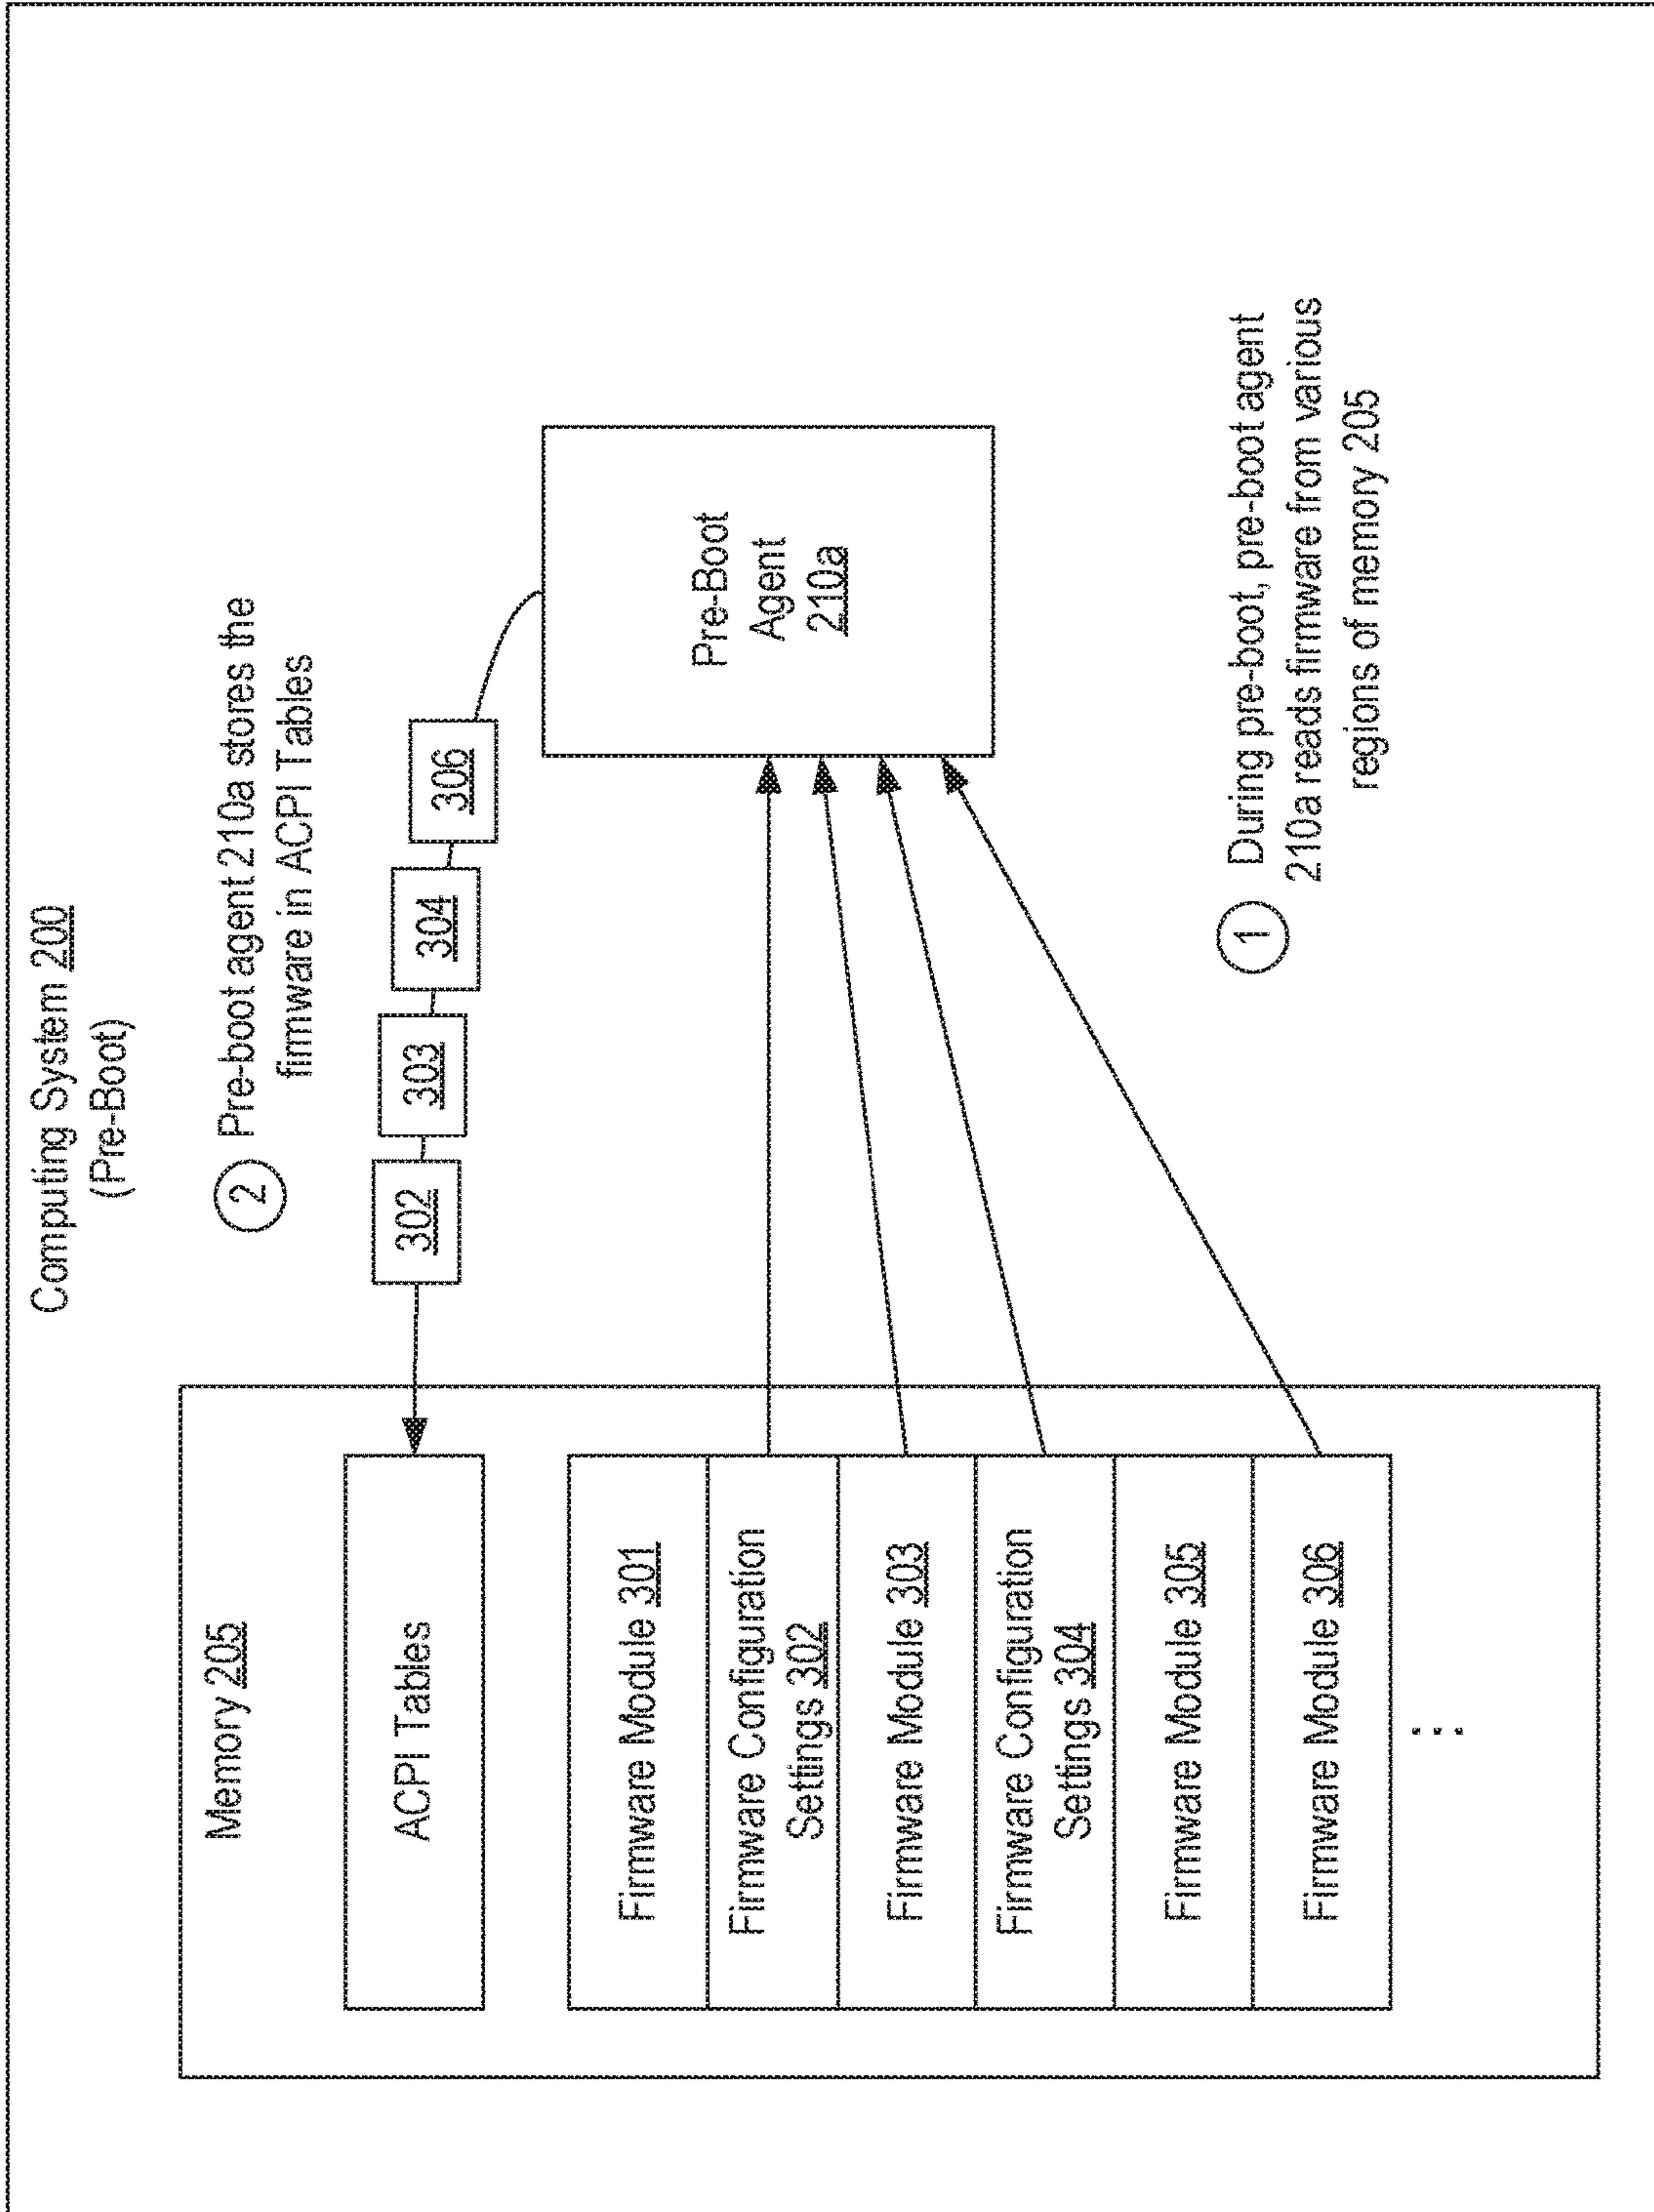 Computing System 200
(Pre-Boot)
Memory 205
ACPI Tables
Firmware Module 301
Firmware Configuration
Settings 302
Firmware Module 303
Firmware Configuration
Settings 304
Firmware Module 305
Firmware Module 306
...
2
Pre-boot agent 210a stores the
firmware in ACPI Tables
302
303
304
306
Pre-Boot
Agent
210a
1
During pre-boot, pre-boot agent
210a reads firmware from various
regions of memory 205